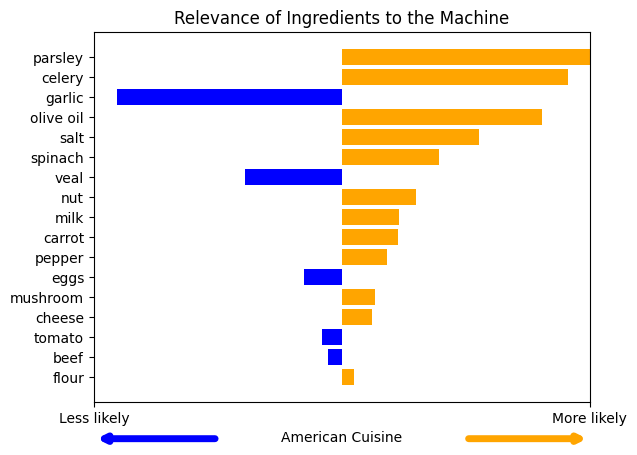 Relevance of Ingredients to the Machine
parsley
celery
garlic
olive oil
salt
spinach
veal
nut
milk
carrot
pepper
eggs
mushroom
cheese
tomato
beef
flour
Less likely
More likely
American Cuisine